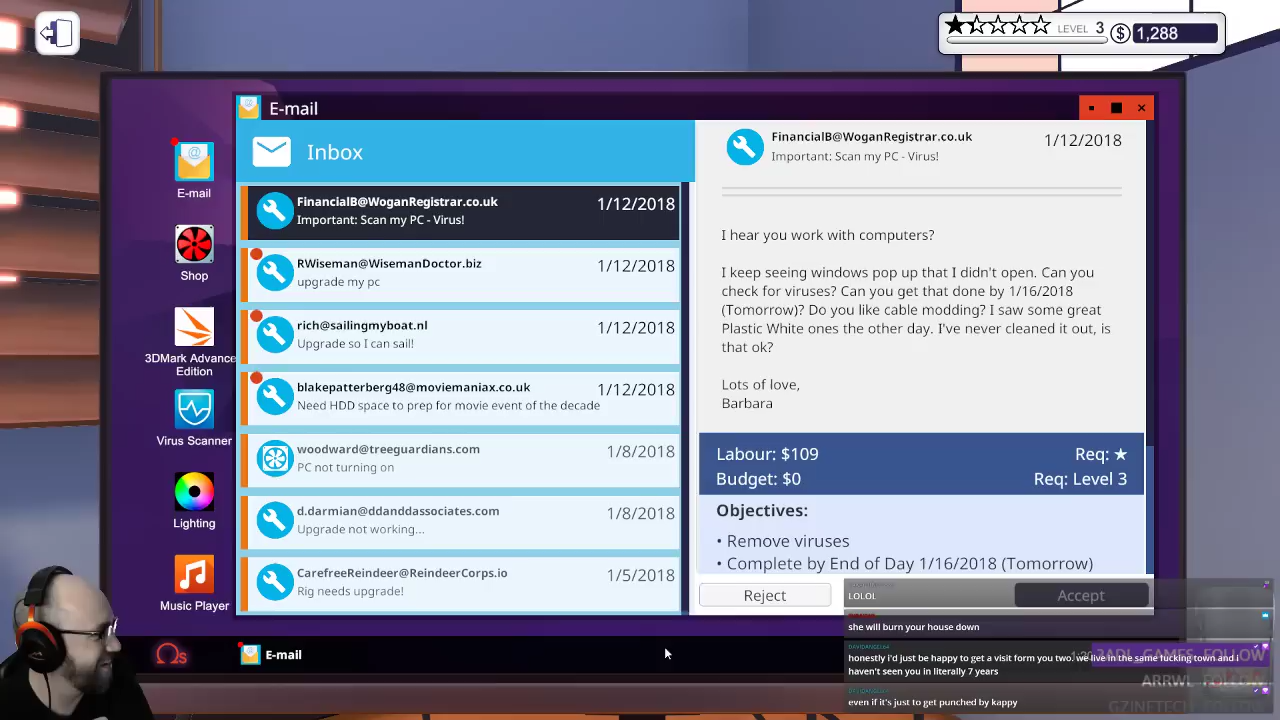 LEVEL 3
$ 1,288
E-mail
Inbox
FinancialB@WoganRegistrar.co.uk 1/12/2018
Important: Scan my PC - Virus!
RWiseman@WisemanDoctor.biz 1/12/2018
upgrade my pc
rich@sailingmyboat.nl 1/12/2018
Upgrade so I can sail!
blakepatterberg48@moviemaniax.co.uk 1/12/2018
Need HDD space to prep for movie event of the decade
woodward@treeguardians.com 1/8/2018
PC not turning on
d.darmian@ddanddassociates.com 1/8/2018
Upgrade not working...
CarefreeReindeer@ReindeerCorps.io 1/5/2018
Rig needs upgrade!
FinancialB@WoganRegistrar.co.uk 1/12/2018
Important: Scan my PC - Virus!
I hear you work with computers?
I keep seeing windows pop up that I didn't open. Can you
check for viruses? Can you get that done by 1/16/2018
(Tomorrow)? Do you like cable modding? I saw some great
Plastic White ones the other day. I've never cleaned it out, is
that ok?
Lots of love,
Barbara
Labour: $109 Req: ★
Budget: $0 Req: Level 3
Objectives:
• Remove viruses
• Complete by End of Day 1/16/2018 (Tomorrow)
Reject
Accept
E-mail
Shop
3DMark Advance
Edition
Virus Scanner
Lighting
Music Player
E-mail
LOLOL
she will burn your house down
honestly i'd just be happy to get a visit form you two. we live in the same fucking town and i
haven't seen you in literally 7 years
even if it's just to get punched by kappy